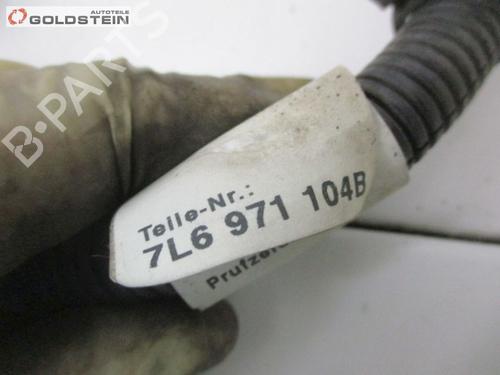 AUTOTEILE
GOLDSTEIN
B-PARTS
Teile-Nr.:
7L6 971 104B